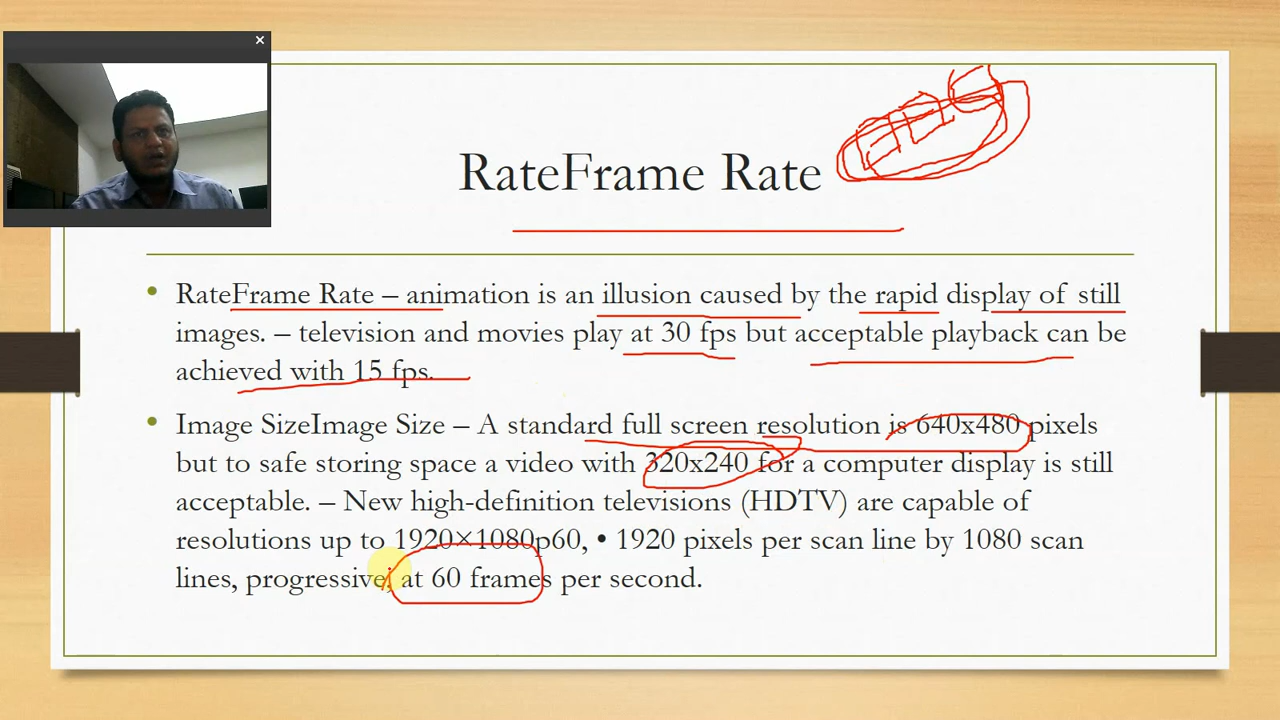 RateFrame Rate
• RateFrame Rate – animation is an illusion caused by the rapid display of still
images. – television and movies play at 30 fps but acceptable playback can be
achieved with 15 fps.
• Image SizeImage Size – A standard full screen resolution is 640x480 pixels
but to safe storing space a video with 320x240 for a computer display is still
acceptable. – New high-definition televisions (HDTV) are capable of
resolutions up to 1920×1080p60, • 1920 pixels per scan line by 1080 scan
lines, progressive, at 60 frames per second.